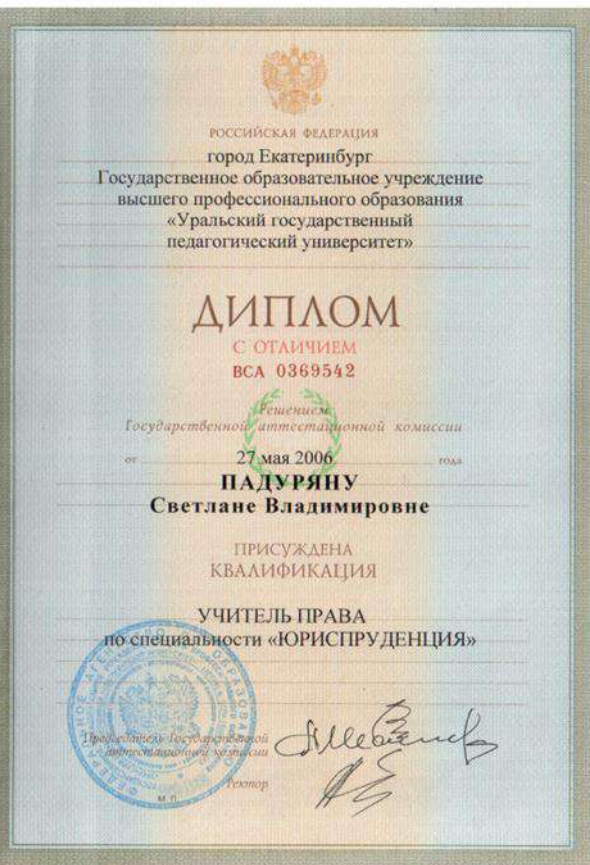 РОССИЙСКАЯ ФЕДЕРАЦИЯ
город Екатеринбург
Государственное образовательное учреждение
высшего профессионального образования
«Уральский государственный
педагогический университет»
ДИПЛОМ
С ОТЛИЧИЕМ
ВСА 0369542
Решением
Государственной аттестационной комиссии
от 27 мая 2006 года
ПАДУРЯНУ
Светлане Владимировне
ПРИСУЖДЕНА
КВАЛИФИКАЦИЯ
УЧИТЕЛЬ ПРАВА
по специальности «ЮРИСПРУДЕНЦИЯ»
Председатель Государственной
аттестационной комиссии
Ректор
М.П.